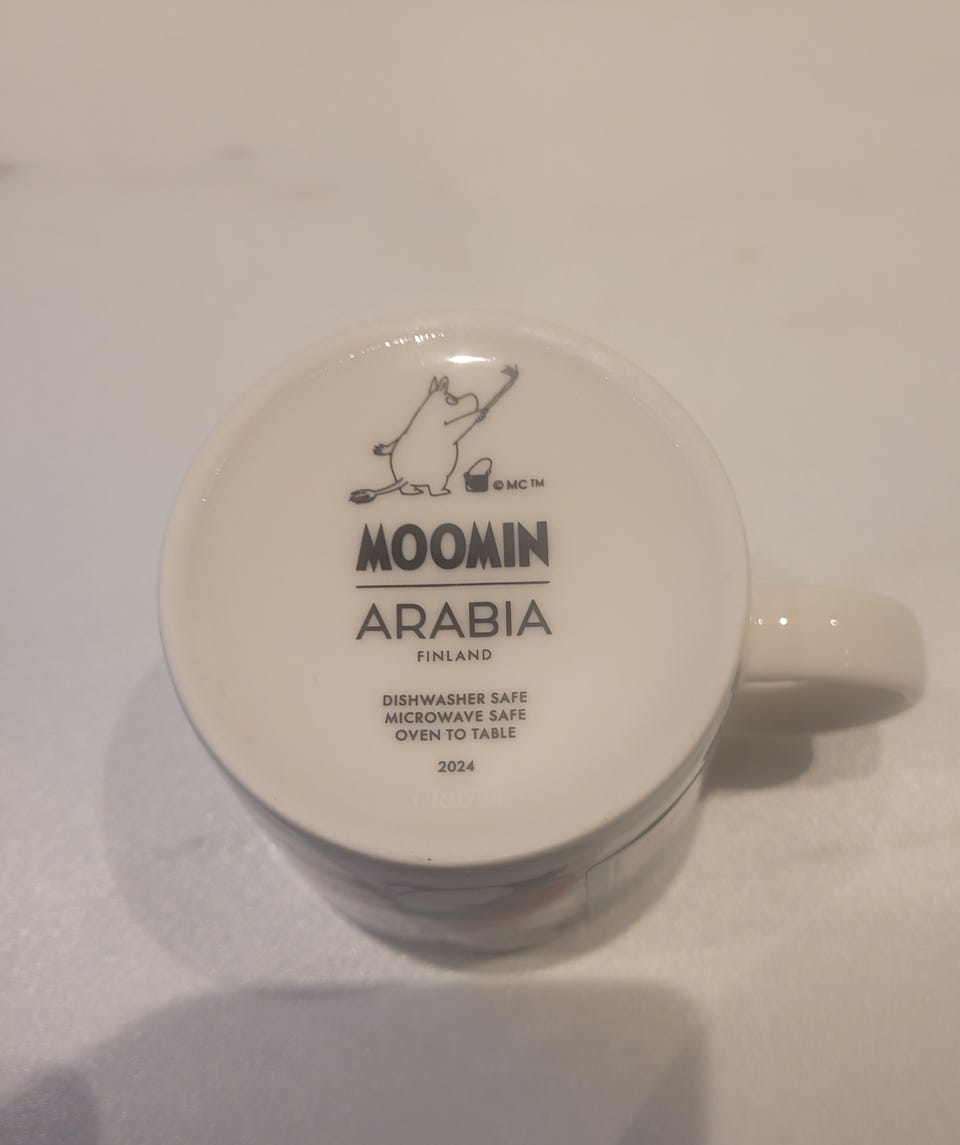 © MC ™
MOOMIN
ARABIA
FINLAND
DISHWASHER SAFE
MICROWAVE SAFE
OVEN TO TABLE
2024